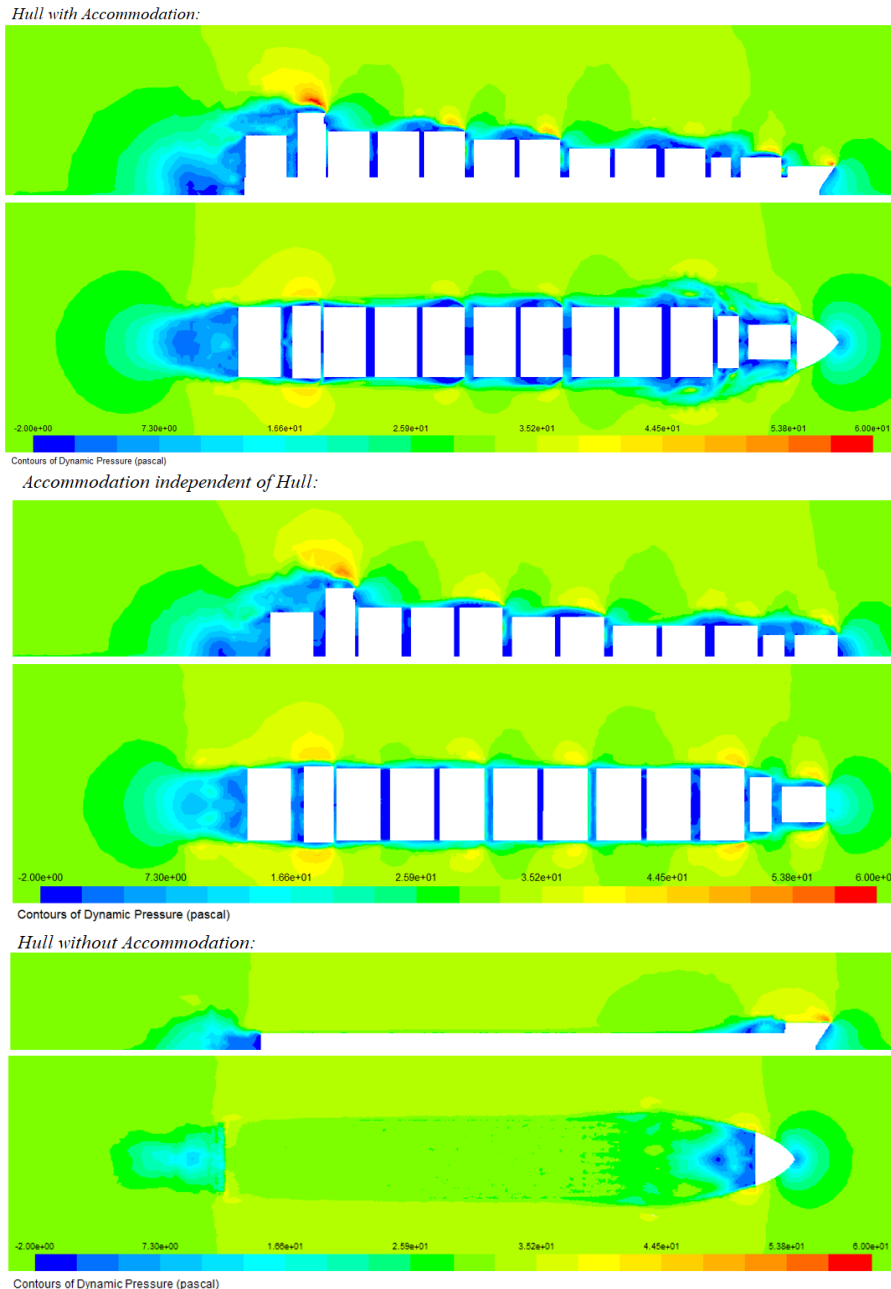 Hull with Accommodation:
-2.00e+00 7.30e+00 1.66e+01 2.59e+01 3.52e+01 4.45e+01 5.38e+01 6.00e+01
Contours of Dynamic Pressure (pascal)
Accommodation independent of Hull:
-2.00e+00 7.30e+00 1.66e+01 2.59e+01 3.52e+01 4.45e+01 5.38e+01 6.00e+0
Contours of Dynamic Pressure (pascal)
Hull without Accommodation:
-2.00e+00 7.30e+00 1.66e+01 2.59e+01 3.52e+01 4.45e+01 5.38e+01 6.00e+01
Contours of Dynamic Pressure (pascal)